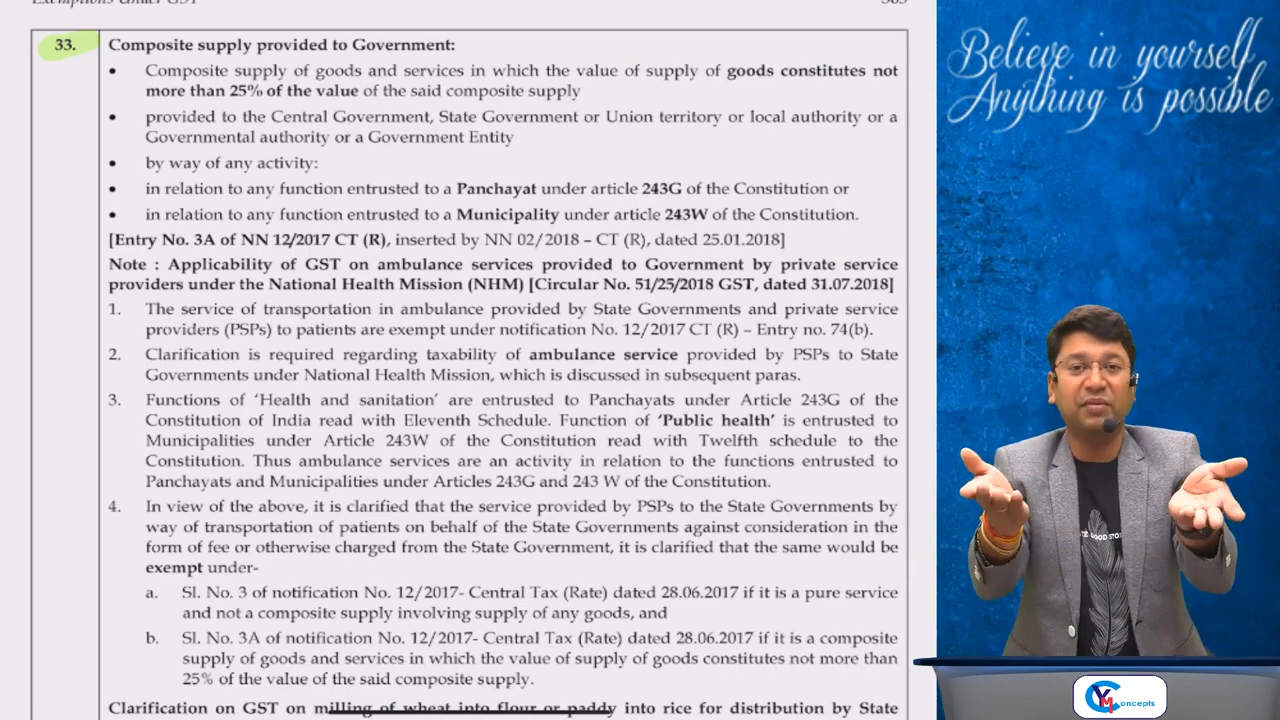 Exemptions Under GST
Believe in yourself
Anything is possible
33. Composite supply provided to Government:
• Composite supply of goods and services in which the value of supply of goods constitutes not
more than 25% of the value of the said composite supply
• provided to the Central Government, State Government or Union territory or local authority or a
Governmental authority or a Government Entity
• by way of any activity:
• in relation to any function entrusted to a Panchayat under article 243G of the Constitution or
• in relation to any function entrusted to a Municipality under article 243W of the Constitution.
[Entry No. 3A of NN 12/2017 CT (R), inserted by NN 02/2018 – CT (R), dated 25.01.2018]
Note : Applicability of GST on ambulance services provided to Government by private service
providers under the National Health Mission (NHM) [Circular No. 51/25/2018 GST, dated 31.07.2018]
1. The service of transportation in ambulance provided by State Governments and private service
providers (PSPs) to patients are exempt under notification No. 12/2017 CT (R) – Entry no. 74(b).
2. Clarification is required regarding taxability of ambulance service provided by PSPs to State
Governments under National Health Mission, which is discussed in subsequent paras.
3. Functions of 'Health and sanitation' are entrusted to Panchayats under Article 243G of the
Constitution of India read with Eleventh Schedule. Function of 'Public health' is entrusted to
Municipalities under Article 243W of the Constitution read with Twelfth schedule to the
Constitution. Thus ambulance services are an activity in relation to the functions entrusted to
Panchayats and Municipalities under Articles 243G and 243 W of the Constitution.
4. In view of the above, it is clarified that the service provided by PSPs to the State Governments by
way of transportation of patients on behalf of the State Governments against consideration in the
form of fee or otherwise charged from the State Government, it is clarified that the same would be
exempt under-
a. Sl. No. 3 of notification No. 12/2017- Central Tax (Rate) dated 28.06.2017 if it is a pure service
and not a composite supply involving supply of any goods, and
b. Sl. No. 3A of notification No. 12/2017- Central Tax (Rate) dated 28.06.2017 if it is a composite
supply of goods and services in which the value of supply of goods constitutes not more than
25% of the value of the said composite supply.
Clarification on GST on milling of wheat into flour or paddy into rice for distribution by State
GOOD STO
YM
Concepts